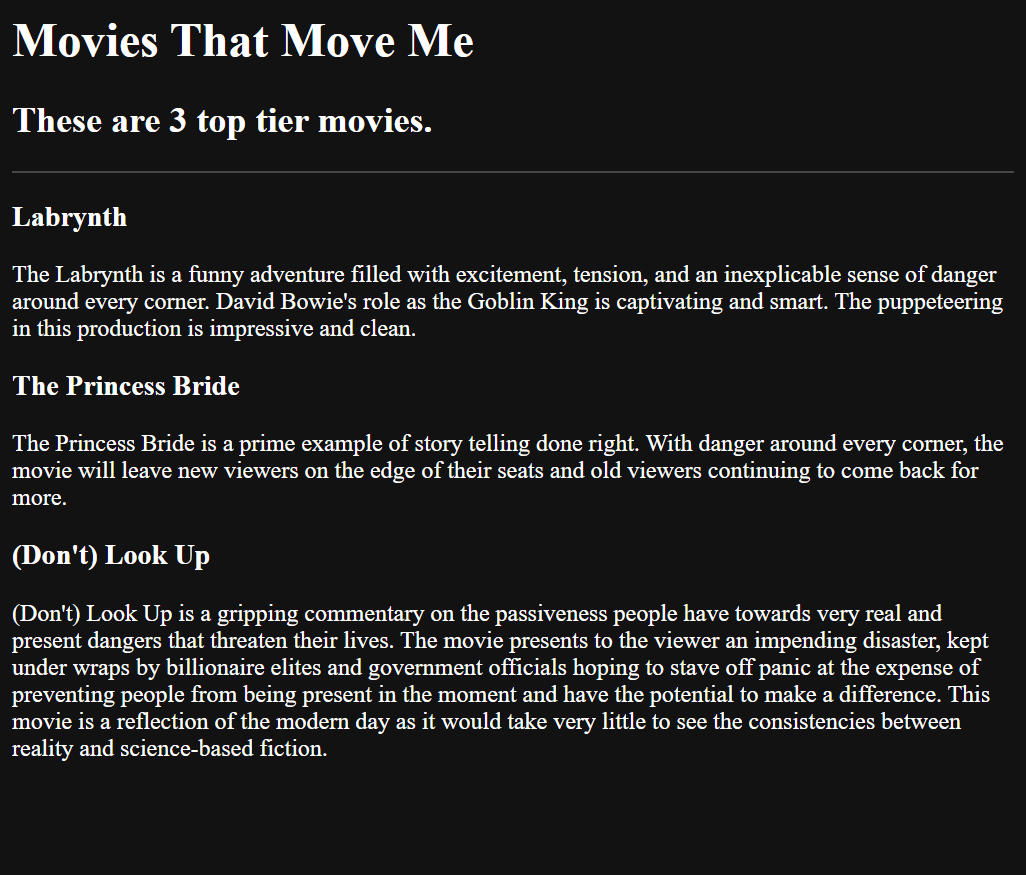 Movies That Move Me
These are 3 top tier movies.
Labrynth
The Labrynth is a funny adventure filled with excitement, tension, and an inexplicable sense of danger
around every corner. David Bowie's role as the Goblin King is captivating and smart. The puppeteering
in this production is impressive and clean.
The Princess Bride
The Princess Bride is a prime example of story telling done right. With danger around every corner, the
movie will leave new viewers on the edge of their seats and old viewers continuing to come back for
more.
(Don't) Look Up
(Don't) Look Up is a gripping commentary on the passiveness people have towards very real and
present dangers that threaten their lives. The movie presents to the viewer an impending disaster, kept
under wraps by billionaire elites and government officials hoping to stave off panic at the expense of
preventing people from being present in the moment and have the potential to make a difference. This
movie is a reflection of the modern day as it would take very little to see the consistencies between
reality and science-based fiction.